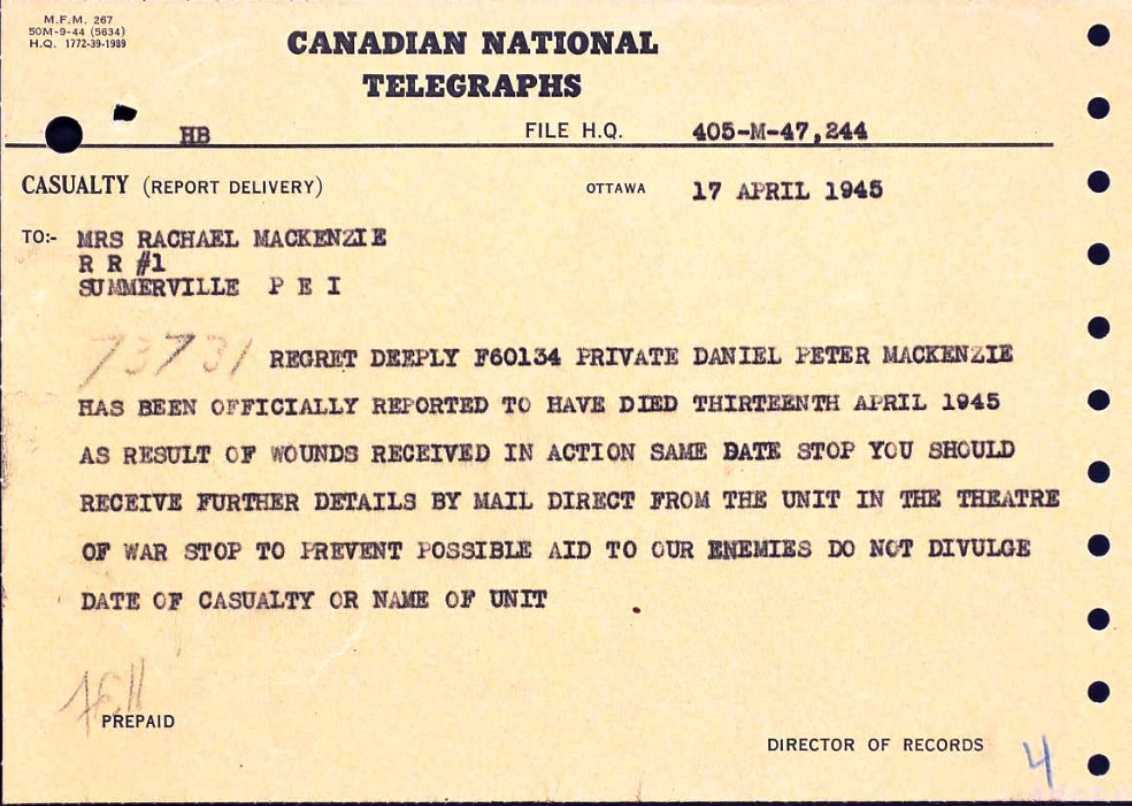 M.F.M. 267
50M-9-44 (5634)
H.Q. 1772-39-1989
CANADIAN NATIONAL
TELEGRAPHS
HB FILE H.Q. 405-M-47,244
CASUALTY (REPORT DELIVERY) OTTAWA 17 APRIL 1945
TO:- MRS RACHAEL MACKENZIE
R R #1
SUMMERVILLE P E I
73731 REGRET DEEPLY F60134 PRIVATE DANIEL PETER MACKENZIE
HAS BEEN OFFICIALLY REPORTED TO HAVE DIED THIRTEENTH APRIL 1945
AS RESULT OF WOUNDS RECEIVED IN ACTION SAME DATE STOP YOU SHOULD
RECEIVE FURTHER DETAILS BY MAIL DIRECT FROM THE UNIT IN THE THEATRE
OF WAR STOP TO PREVENT POSSIBLE AID TO OUR ENEMIES DO NOT DIVULGE
DATE OF CASUALTY OR NAME OF UNIT
PREPAID
DIRECTOR OF RECORDS 4